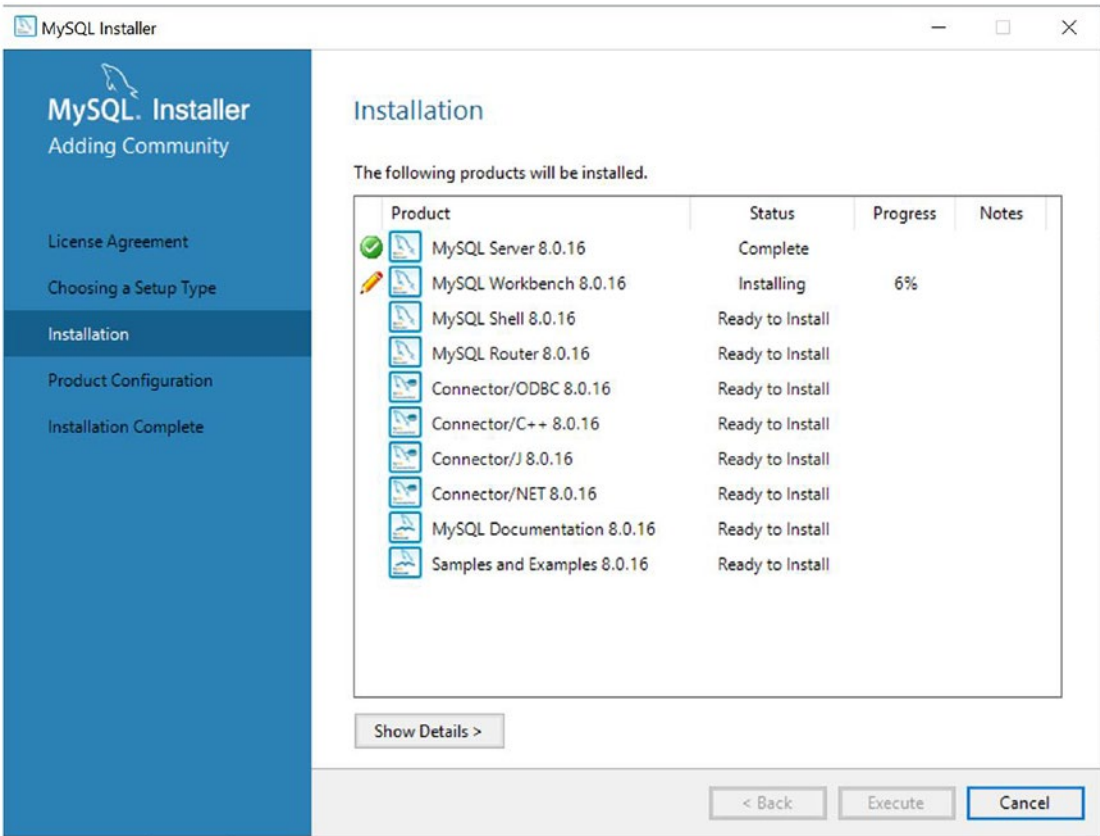 MySQL Installer
MySQL. Installer
Adding Community
License Agreement
Choosing a Setup Type
Installation
Product Configuration
Installation Complete
Installation
The following products will be installed.
Product Status Progress Notes
MySQL Server 8.0.16 Complete
MySQL Workbench 8.0.16 Installing 6%
MySQL Shell 8.0.16 Ready to Install
MySQL Router 8.0.16 Ready to Install
Connector/ODBC 8.0.16 Ready to Install
Connector/C++ 8.0.16 Ready to Install
Connector/J 8.0.16 Ready to Install
Connector/NET 8.0.16 Ready to Install
MySQL Documentation 8.0.16 Ready to Install
Samples and Examples 8.0.16 Ready to Install
Show Details >
< Back Execute Cancel